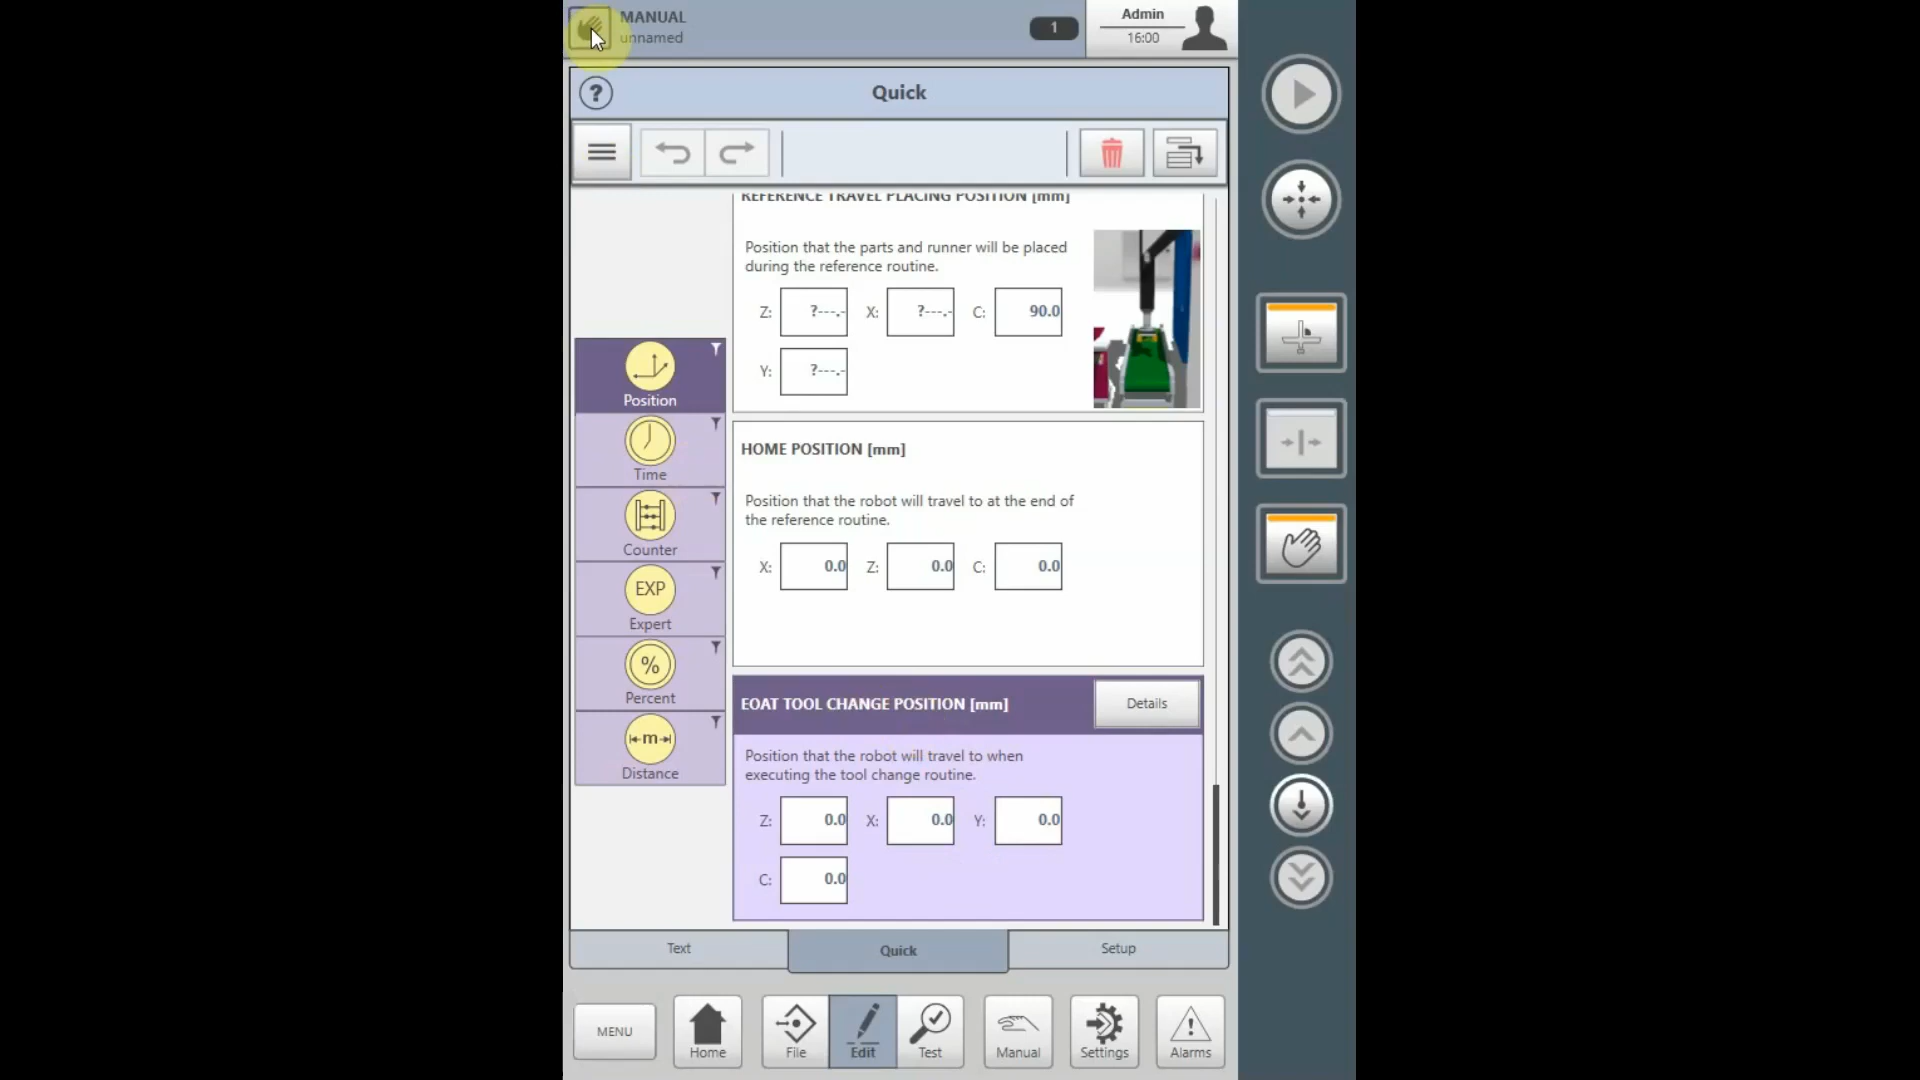 MANUAL
unnamed
1
Admin
16:00
?
Quick
REFERENCE TRAVEL PLACING POSITION [mm]
Position that the parts and runner will be placed
during the reference routine.
Z: ?---.- X: ?---.- C: 90.0
Y: ?---.-
Position
Time
Counter
EXP
Expert
%
Percent
m
Distance
HOME POSITION [mm]
Position that the robot will travel to at the end of
the reference routine.
X: 0.0 Z: 0.0 C: 0.0
EOAT TOOL CHANGE POSITION [mm]
Details
Position that the robot will travel to when
executing the tool change routine.
Z: 0.0 X: 0.0 Y: 0.0
C: 0.0
Text
Quick
Setup
MENU
Home
File
Edit
Test
Manual
Settings
Alarms